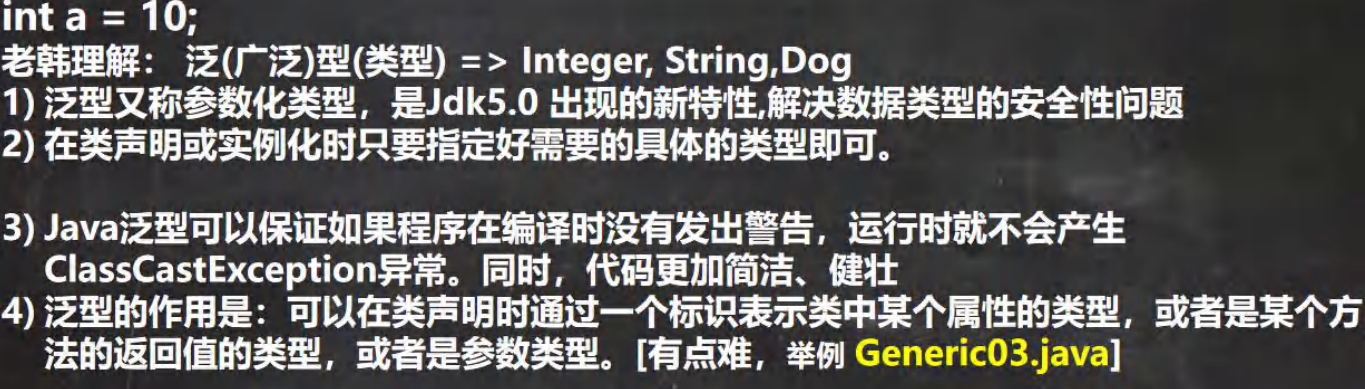 int a = 10;
老韩理解： 泛(广泛)型(类型) => Integer, String,Dog
1) 泛型又称参数化类型，是Jdk5.0 出现的新特性,解决数据类型的安全性问题
2) 在类声明或实例化时只要指定好需要的具体的类型即可。
3) Java泛型可以保证如果程序在编译时没有发出警告，运行时就不会产生
ClassCastException异常。同时，代码更加简洁、健壮
4) 泛型的作用是：可以在类声明时通过一个标识表示类中某个属性的类型，或者是某个方
法的返回值的类型，或者是参数类型。[有点难，举例 Generic03.java]